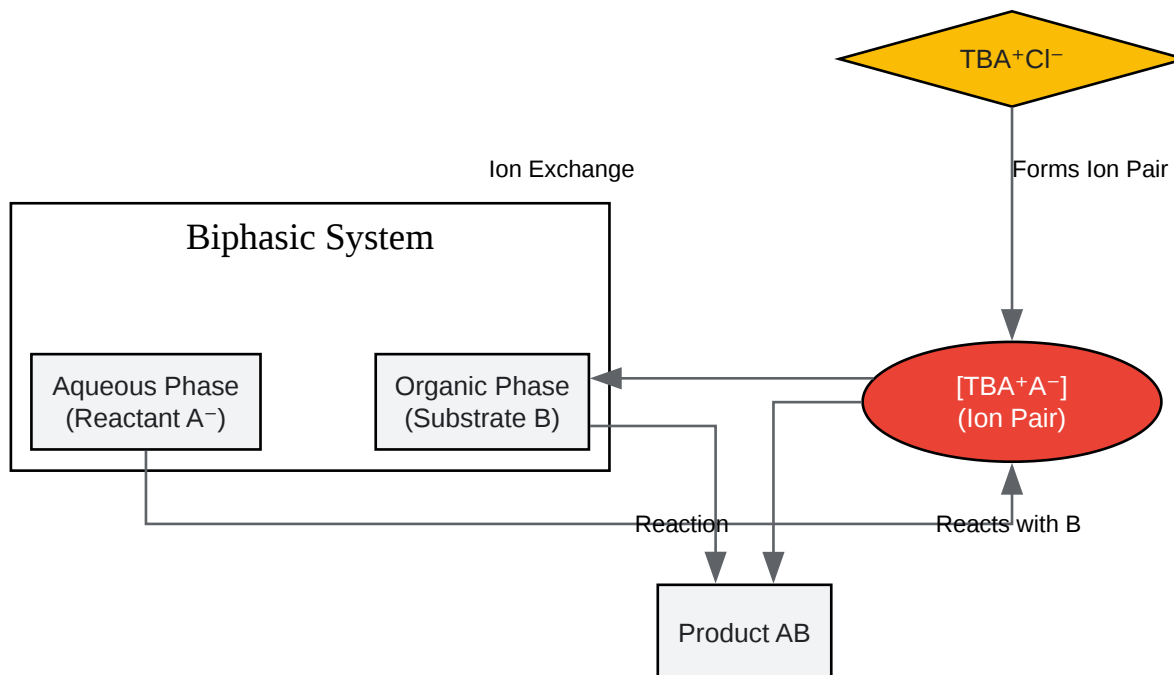 TBA⁺Cl⁻
Ion Exchange
Forms Ion Pair
Biphasic System
Aqueous Phase
(Reactant A⁻)
Organic Phase
(Substrate B)
[TBA⁺A⁻]
(Ion Pair)
Reaction
Reacts with B
Product AB